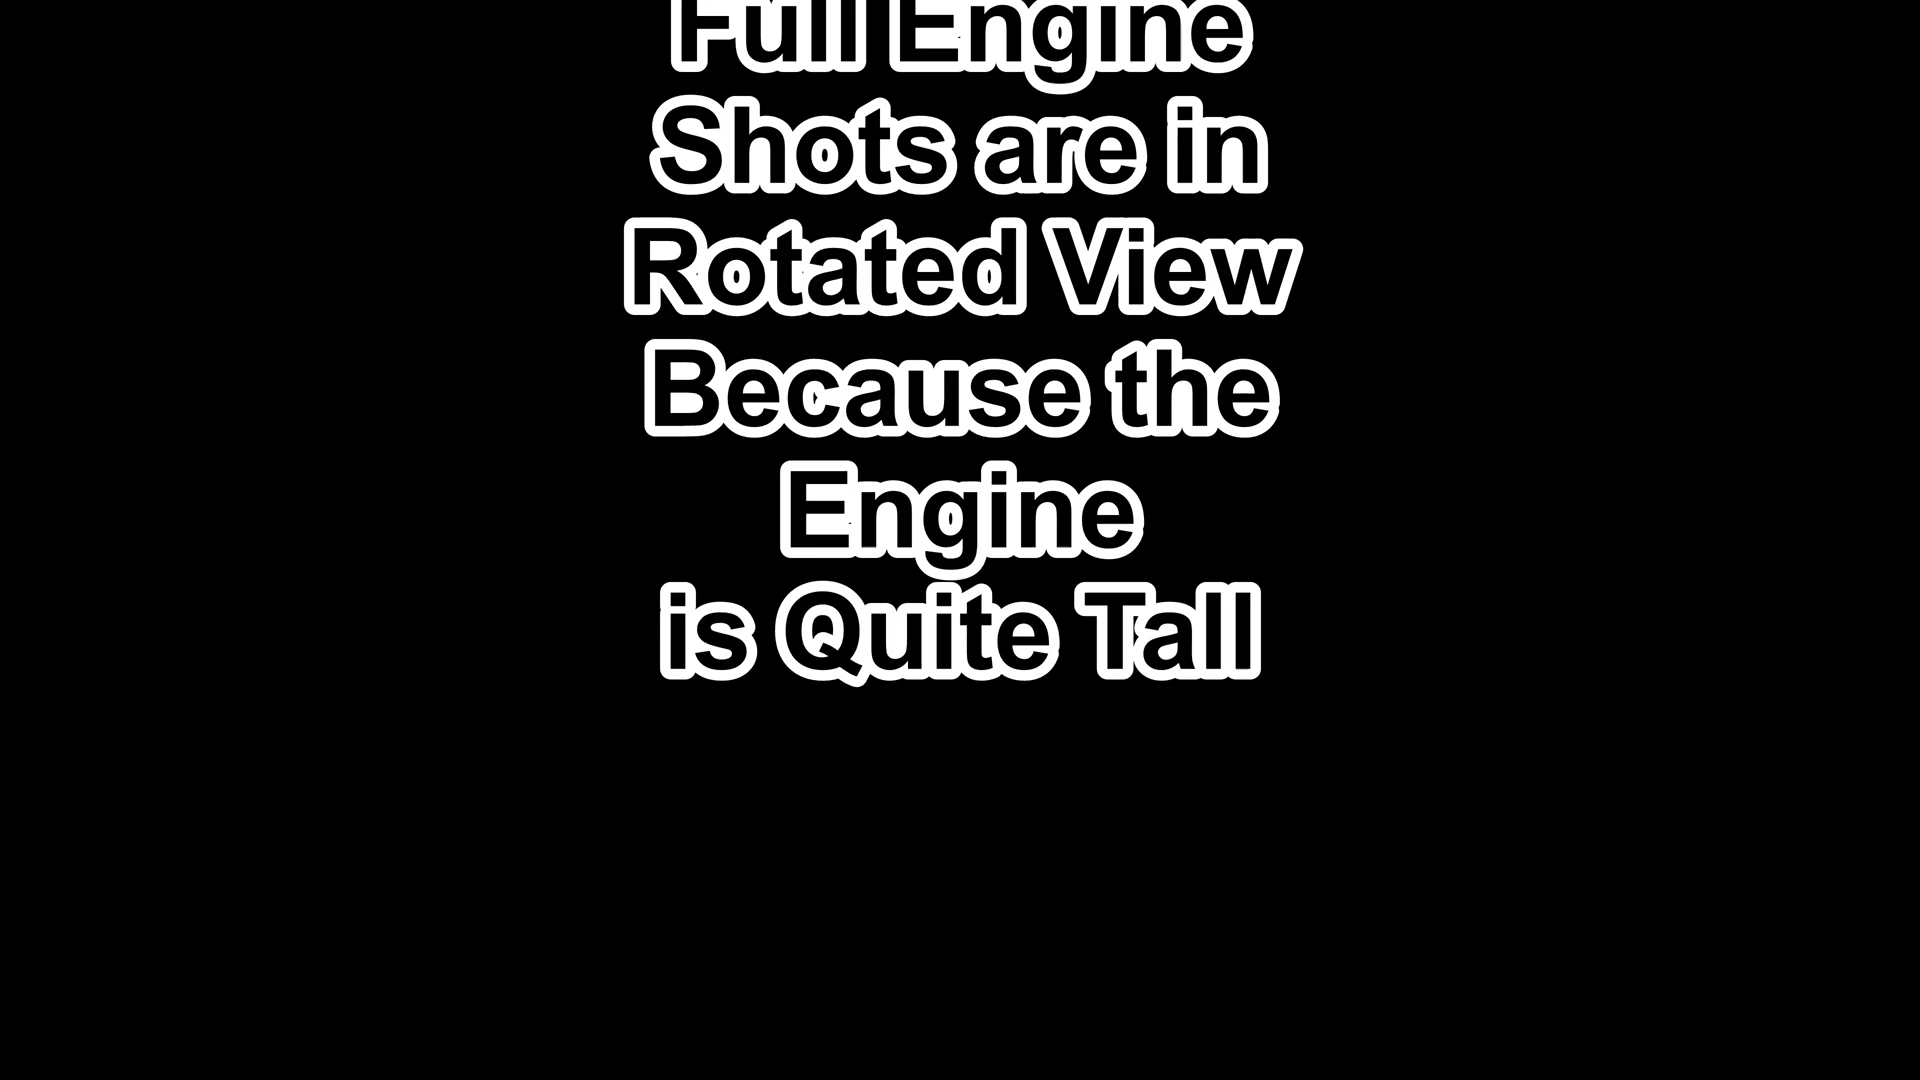 Full Engine
Shots are in
Rotated View
Because the
Engine
is Quite Tall